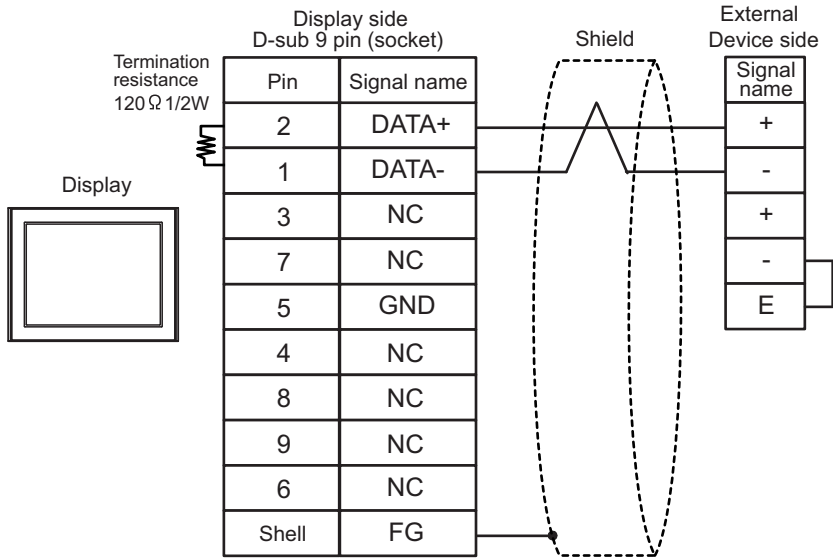 Display side
D-sub 9 pin (socket)
Shield
External
Device side
Termination
resistance
120Ω 1/2W
Pin Signal name
Signal
name
2 DATA+ +
1 DATA- -
Display
3 NC +
7 NC -
5 GND E
4 NC
8 NC
9 NC
6 NC
Shell FG